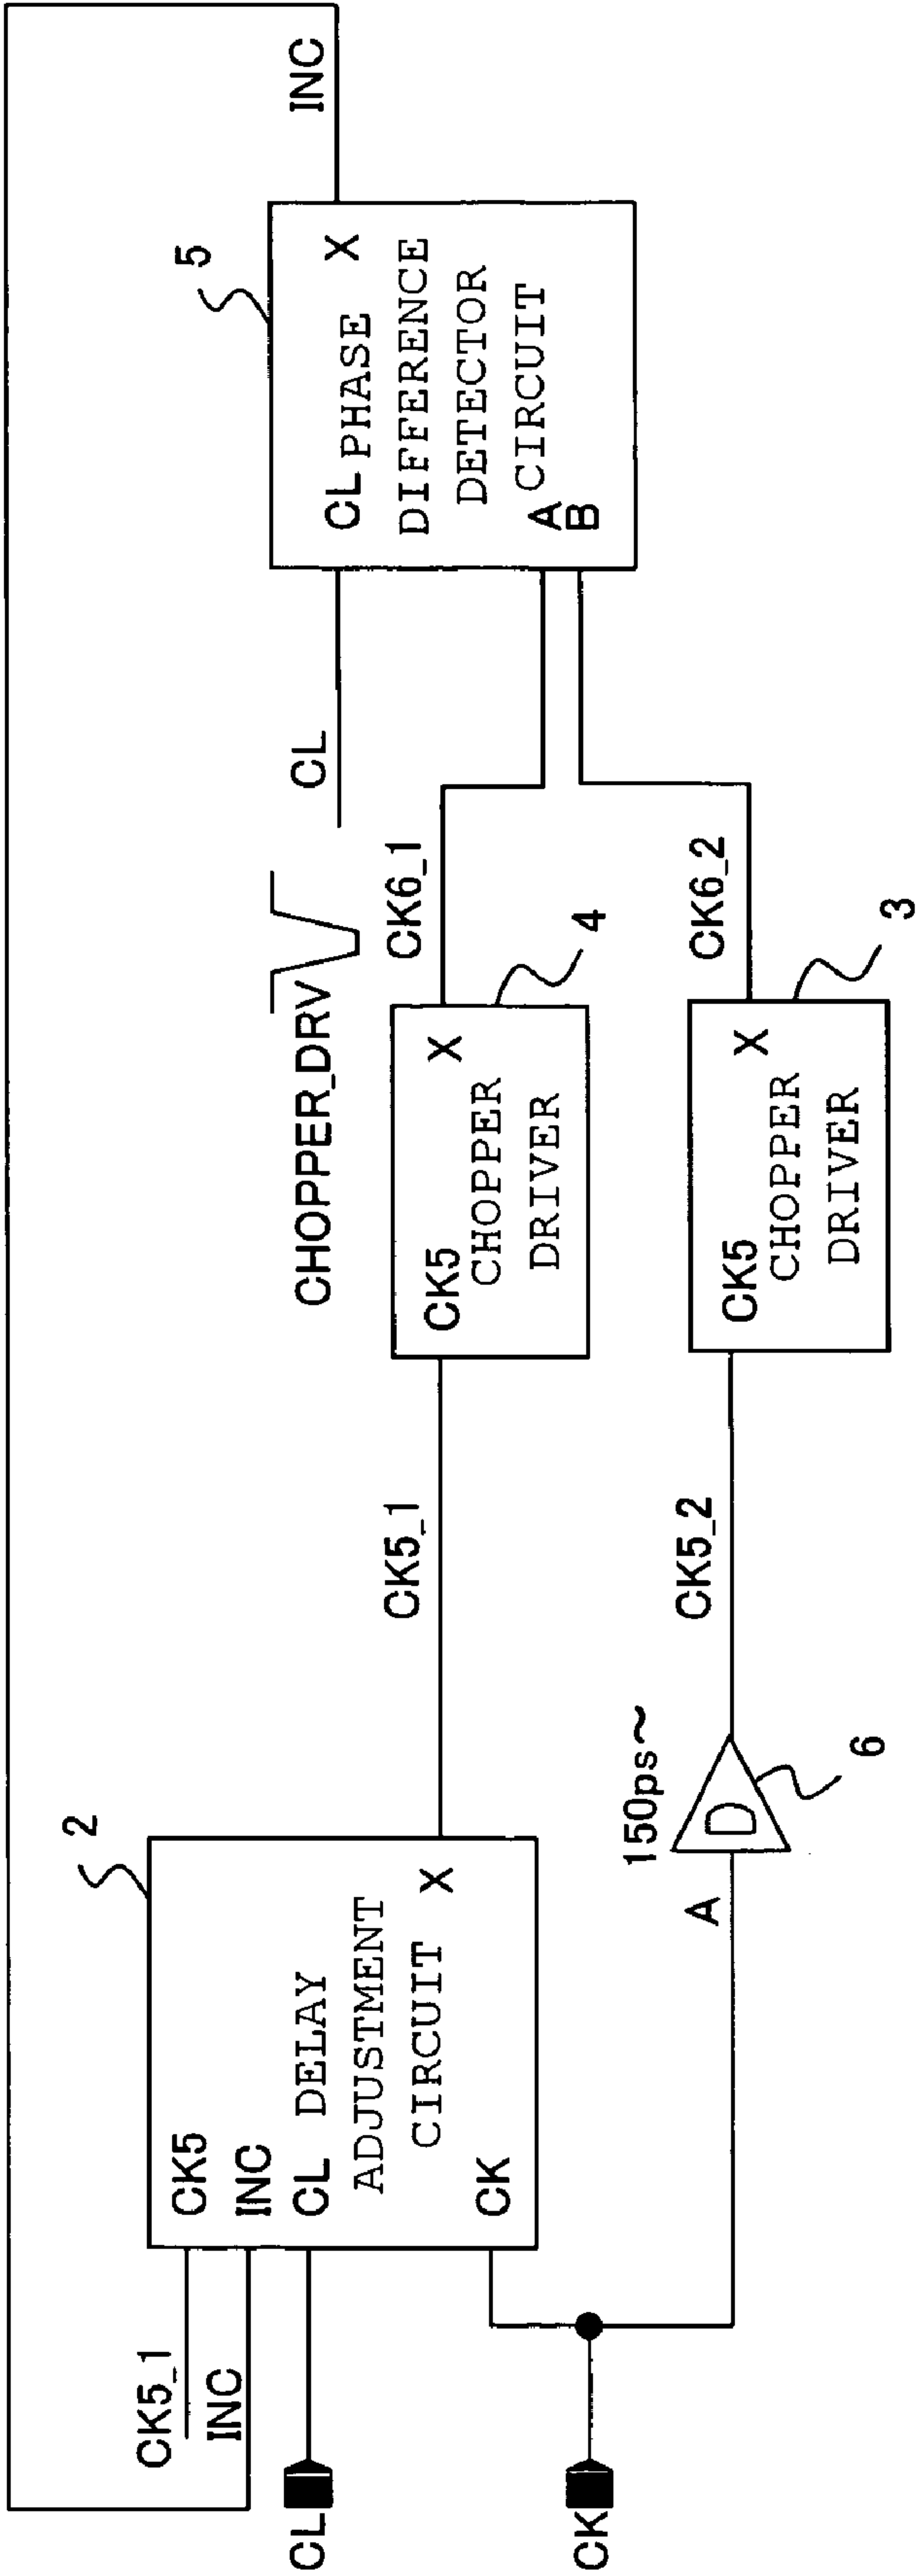 INC
5
CL PHASE X
DIFFERENCE
DETECTOR
CIRCUIT
A
B
CL
CHOPPER_DRV
CK6_1
4
CK5 X
CHOPPER
DRIVER
CK6_2
3
CK5 X
CHOPPER
DRIVER
CK5_1
CK5_2
150ps~
D
6
A
2
CK5
INC
CL DELAY
ADJUSTMENT
CIRCUIT
X
CK
CK5_1
INC
CL
CK